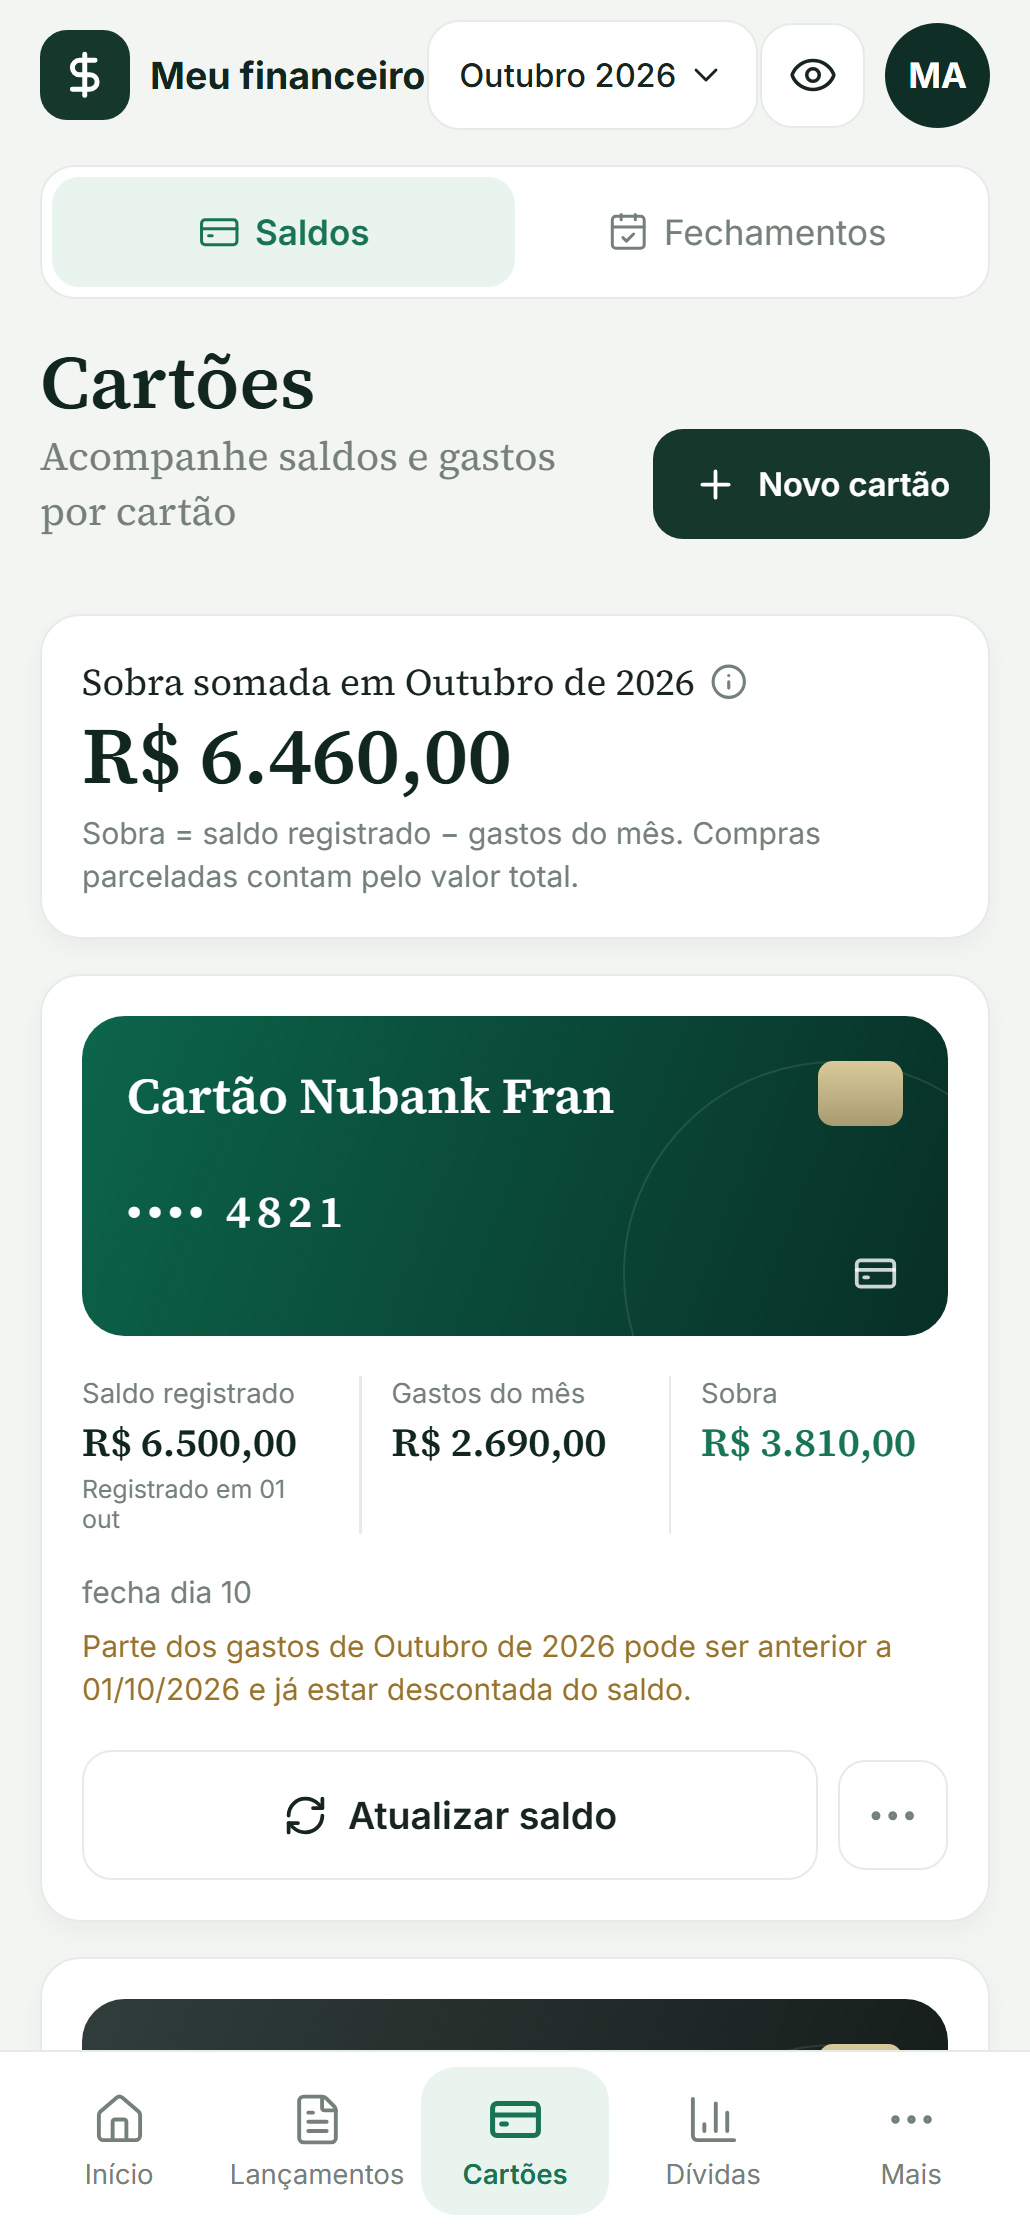 Meu financeiro
Outubro 2026
MA
Saldos
Fechamentos
Cartões
Acompanhe saldos e gastos
por cartão
Novo cartão
Sobra somada em Outubro de 2026
R$ 6.460,00
Sobra = saldo registrado − gastos do mês. Compras
parceladas contam pelo valor total.
Cartão Nubank Fran
•••• 4821
Saldo registrado
R$ 6.500,00
Registrado em 01
out
Gastos do mês
R$ 2.690,00
Sobra
R$ 3.810,00
fecha dia 10
Parte dos gastos de Outubro de 2026 pode ser anterior a
01/10/2026 e já estar descontada do saldo.
Atualizar saldo
Início
Lançamentos
Cartões
Dívidas
Mais